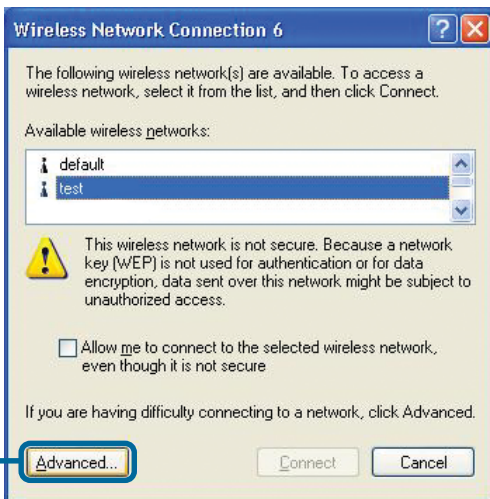 Wireless Network Connection 6
The following wireless network(s) are available. To access a
wireless network, select it from the list, and then click Connect.
Available wireless networks:
default
test
This wireless network is not secure. Because a network
key (WEP) is not used for authentication or for data
encryption, data sent over this network might be subject to
unauthorized access.
Allow me to connect to the selected wireless network,
even though it is not secure
If you are having difficulty connecting to a network, click Advanced.
Advanced...
Connect
Cancel